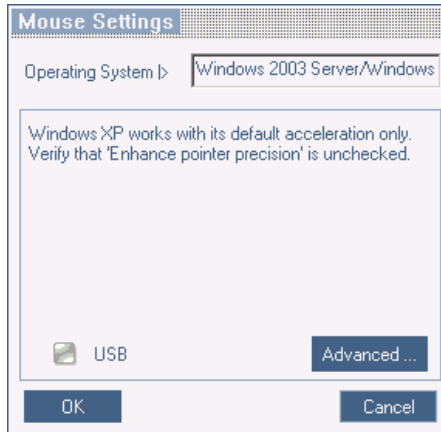 Mouse Settings
Operating System |>
Windows 2003 Server/Windows
Windows XP works with its default acceleration only.
Verify that 'Enhance pointer precision' is unchecked.
USB
Advanced ...
OK
Cancel